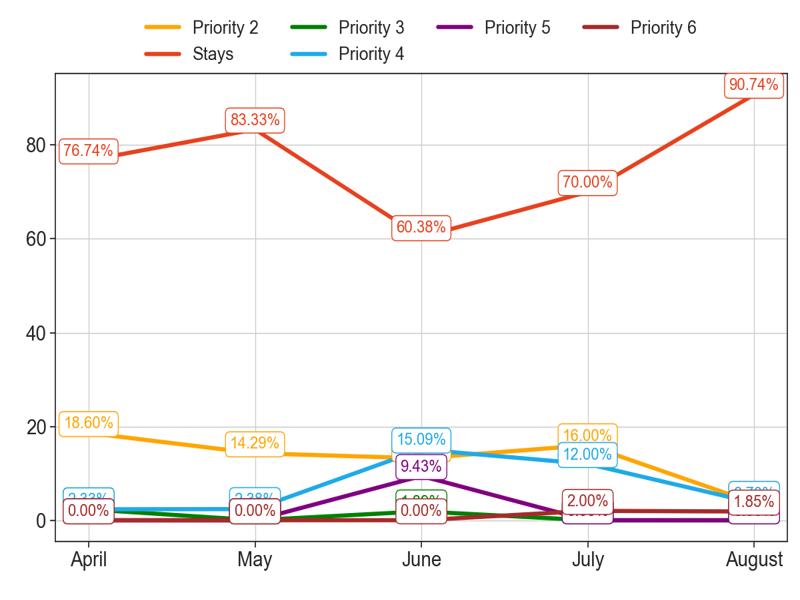 Priority 2
Priority 3
Priority 5
Priority 6
Stays
Priority 4
90.74%
83.33%
80
76.74%
70.00%
60.38%
60
40
18.60%
16.00%
20
15.09%
14.29%
12.00%
9.43%
2.00%
1.85%
0.00%
0.00%
0.00%
0
April
May
June
July
August